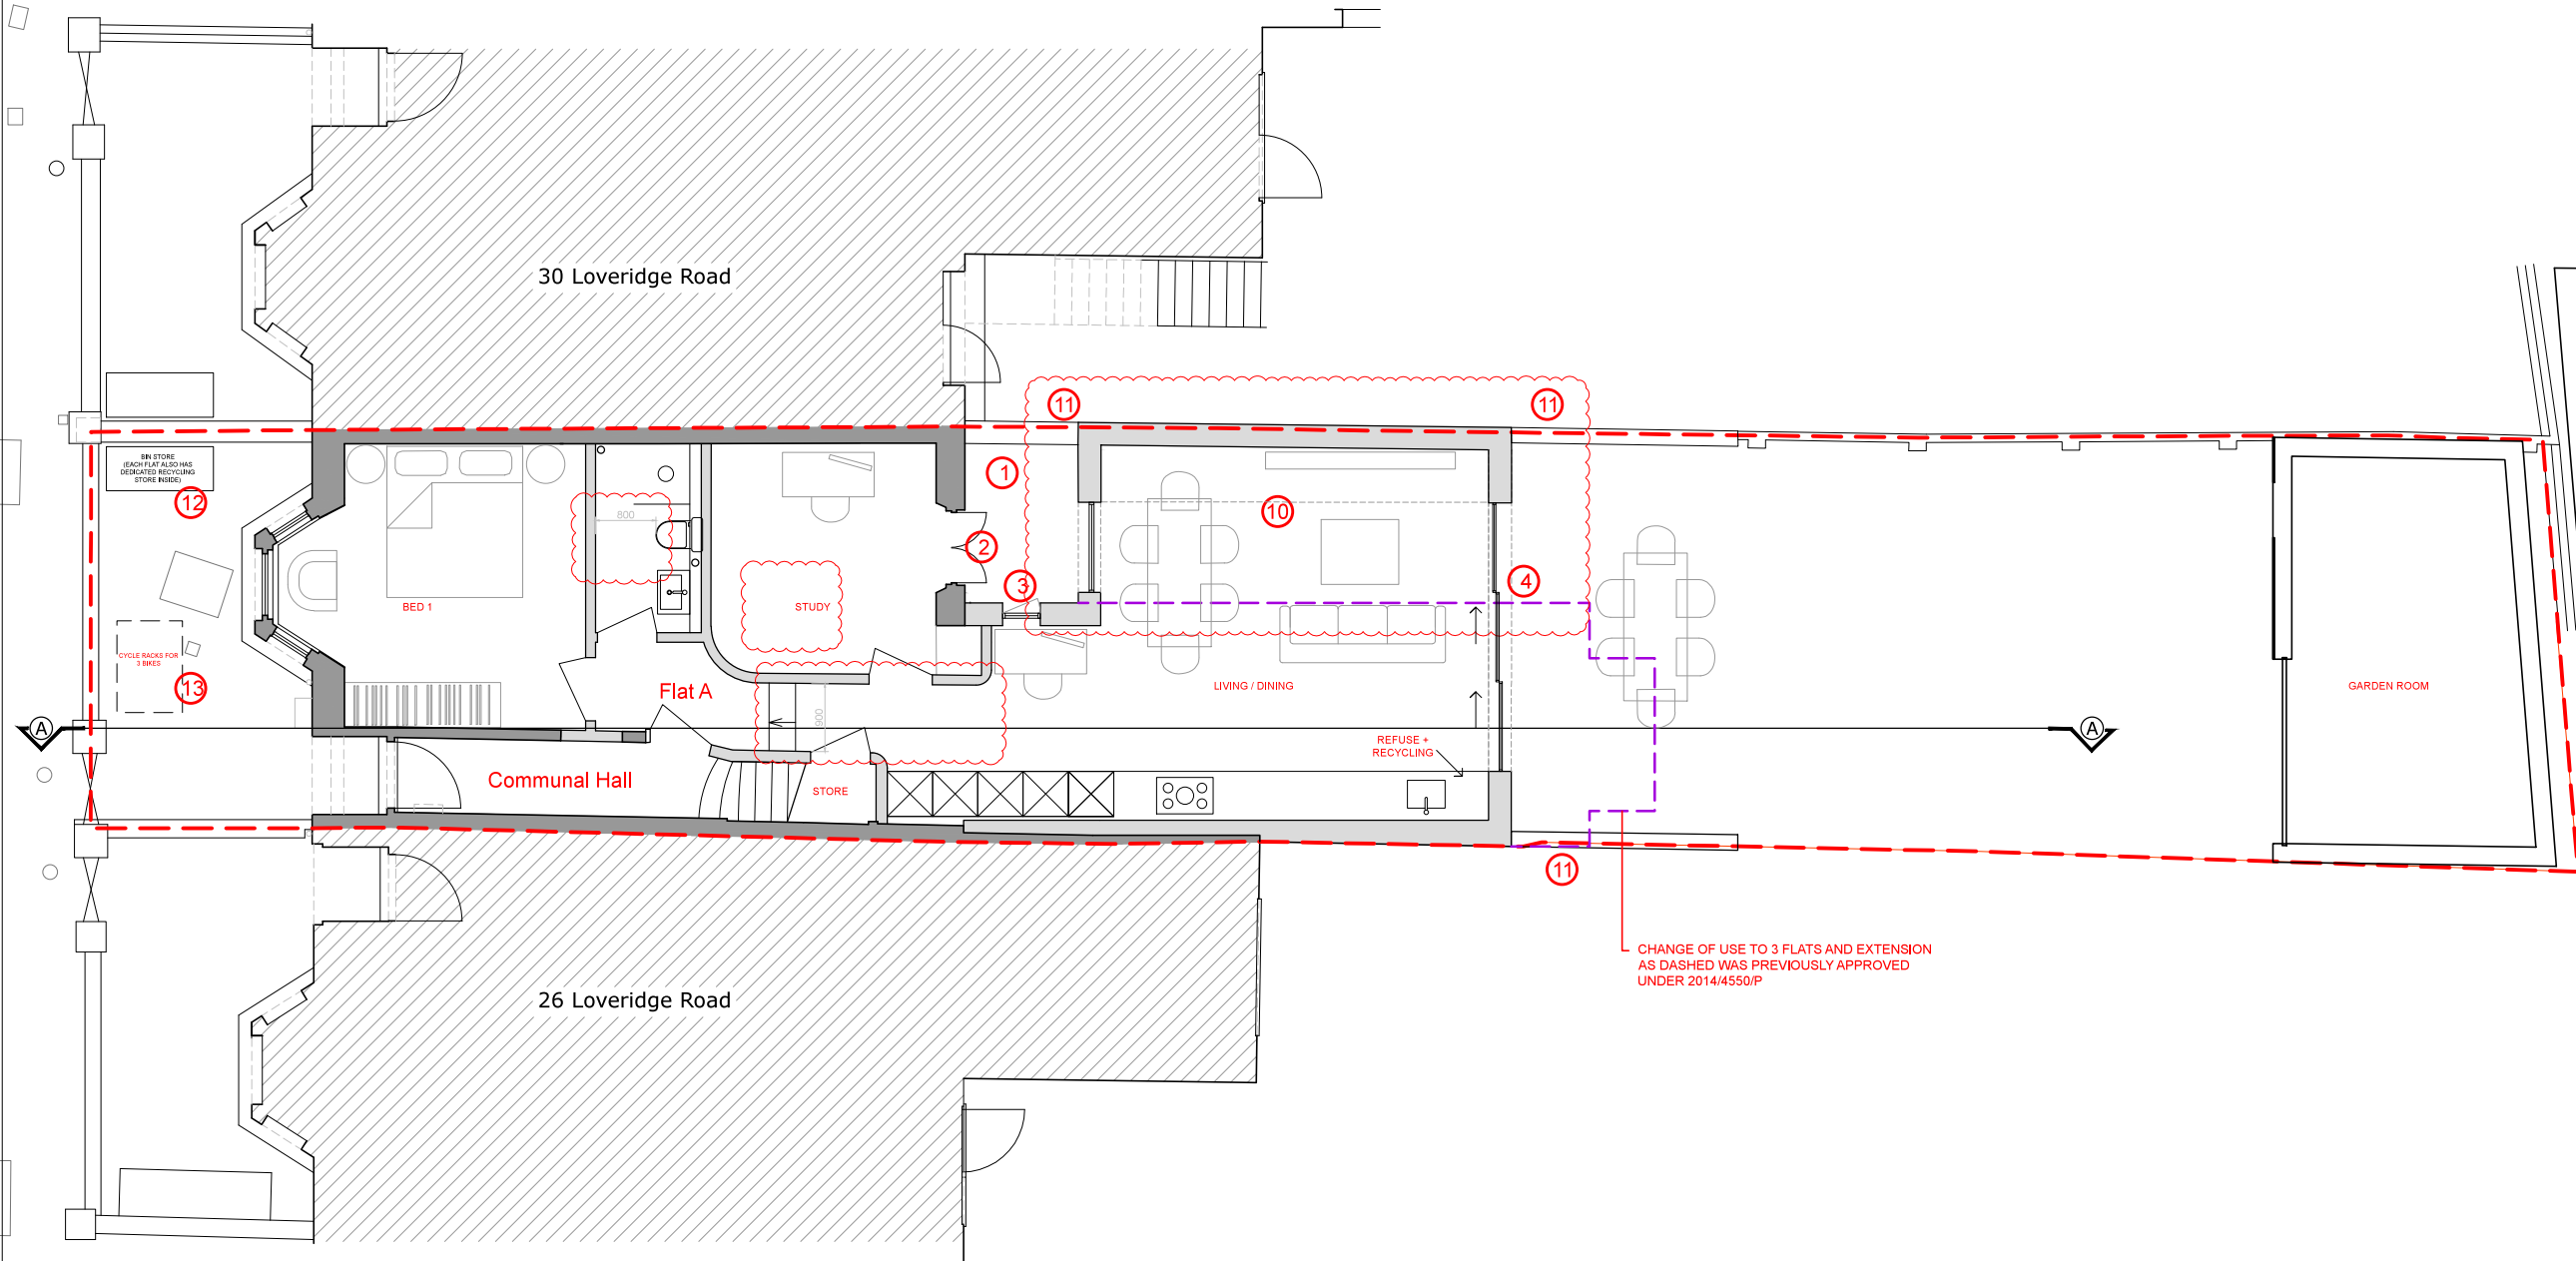 30 Loveridge Road
11
11
BIN STORE
(EACH FLAT ALSO HAS
DEDICATED RECYCLING
STORE INSIDE)
12
1
10
800
2
3
4
BED 1
STUDY
CYCLE RACKS FOR
3 BIKES
13
Flat A
LIVING / DINING
GARDEN ROOM
900
A
A
REFUSE +
RECYCLING
Communal Hall
STORE
11
CHANGE OF USE TO 3 FLATS AND EXTENSION
AS DASHED WAS PREVIOUSLY APPROVED
UNDER 2014/4550/P
26 Loveridge Road